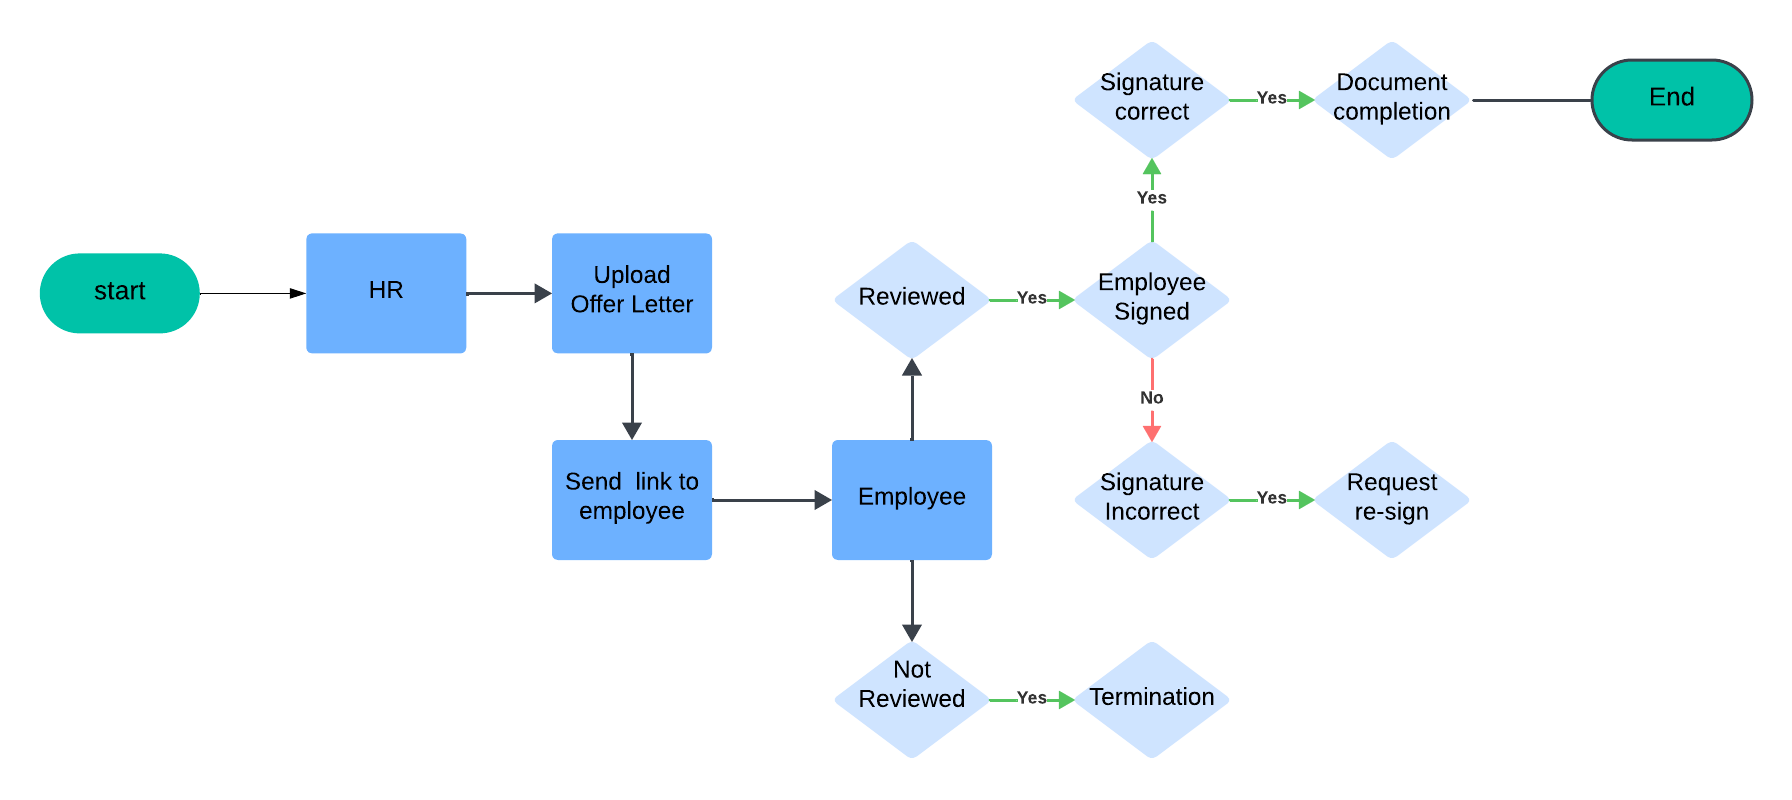 start
HR
Upload
Offer Letter
Send  link to
employee
Employee
Reviewed
Yes
Employee
Signed
Yes
Signature
correct
Yes
Document
completion
End
No
Signature
Incorrect
Yes
Request
re-sign
Not
Reviewed
Yes
Termination